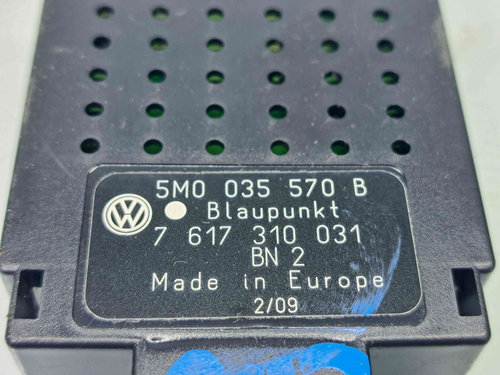 5M0 035 570 B
Blaupunkt
7 617 310 031
BN 2
Made in Europe
2/09